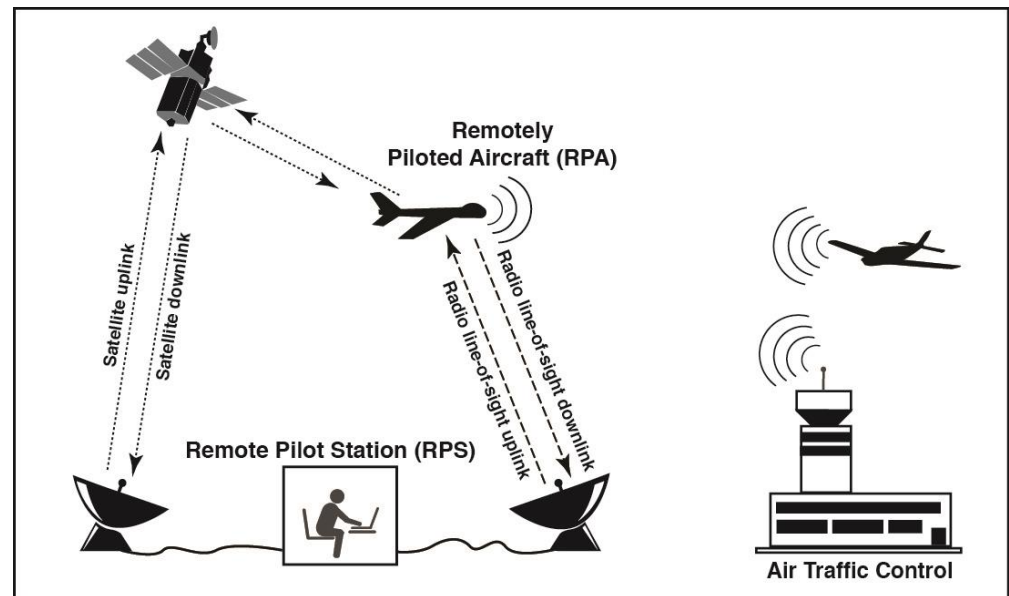 Remotely
Piloted Aircraft (RPA)
Satellite uplink
Satellite downlink
Radio line-of-sight uplink
Radio line-of-sight downlink
Remote Pilot Station (RPS)
Air Traffic Control